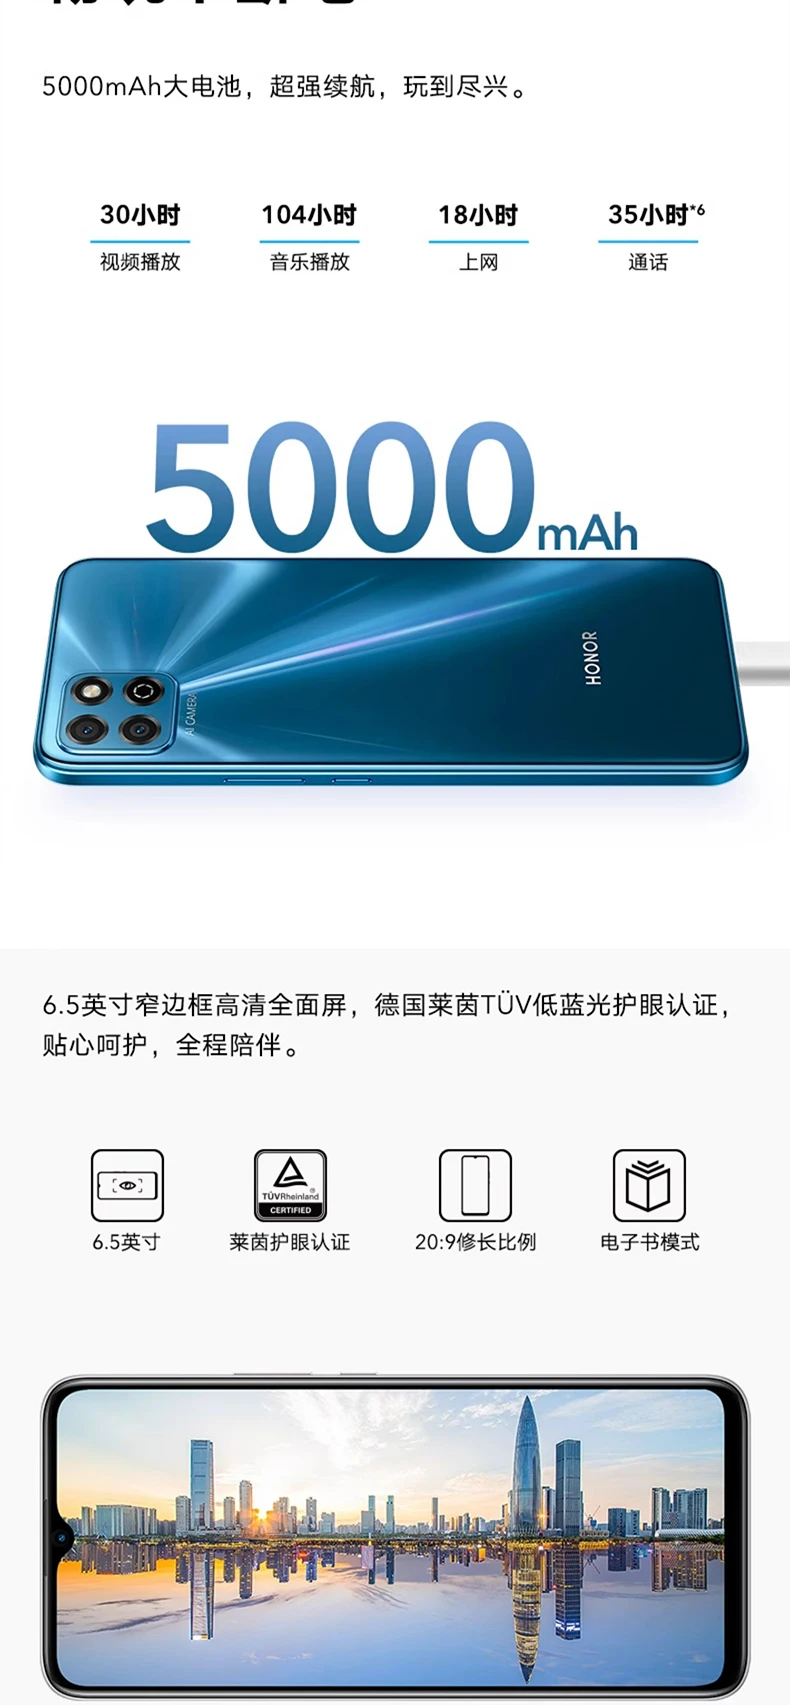 5000mAh大电池，超强续航，玩到尽兴。
30小时 104小时 18小时 35小时*6
视频播放 音乐播放 上网 通话
5000mAh
HONOR
AI CAMERA
6.5英寸窄边框高清全面屏，德国莱茵TÜV低蓝光护眼认证，
贴心呵护，全程陪伴。
TÜVRheinland®
CERTIFIED
6.5英寸 莱茵护眼认证 20:9修长比例 电子书模式